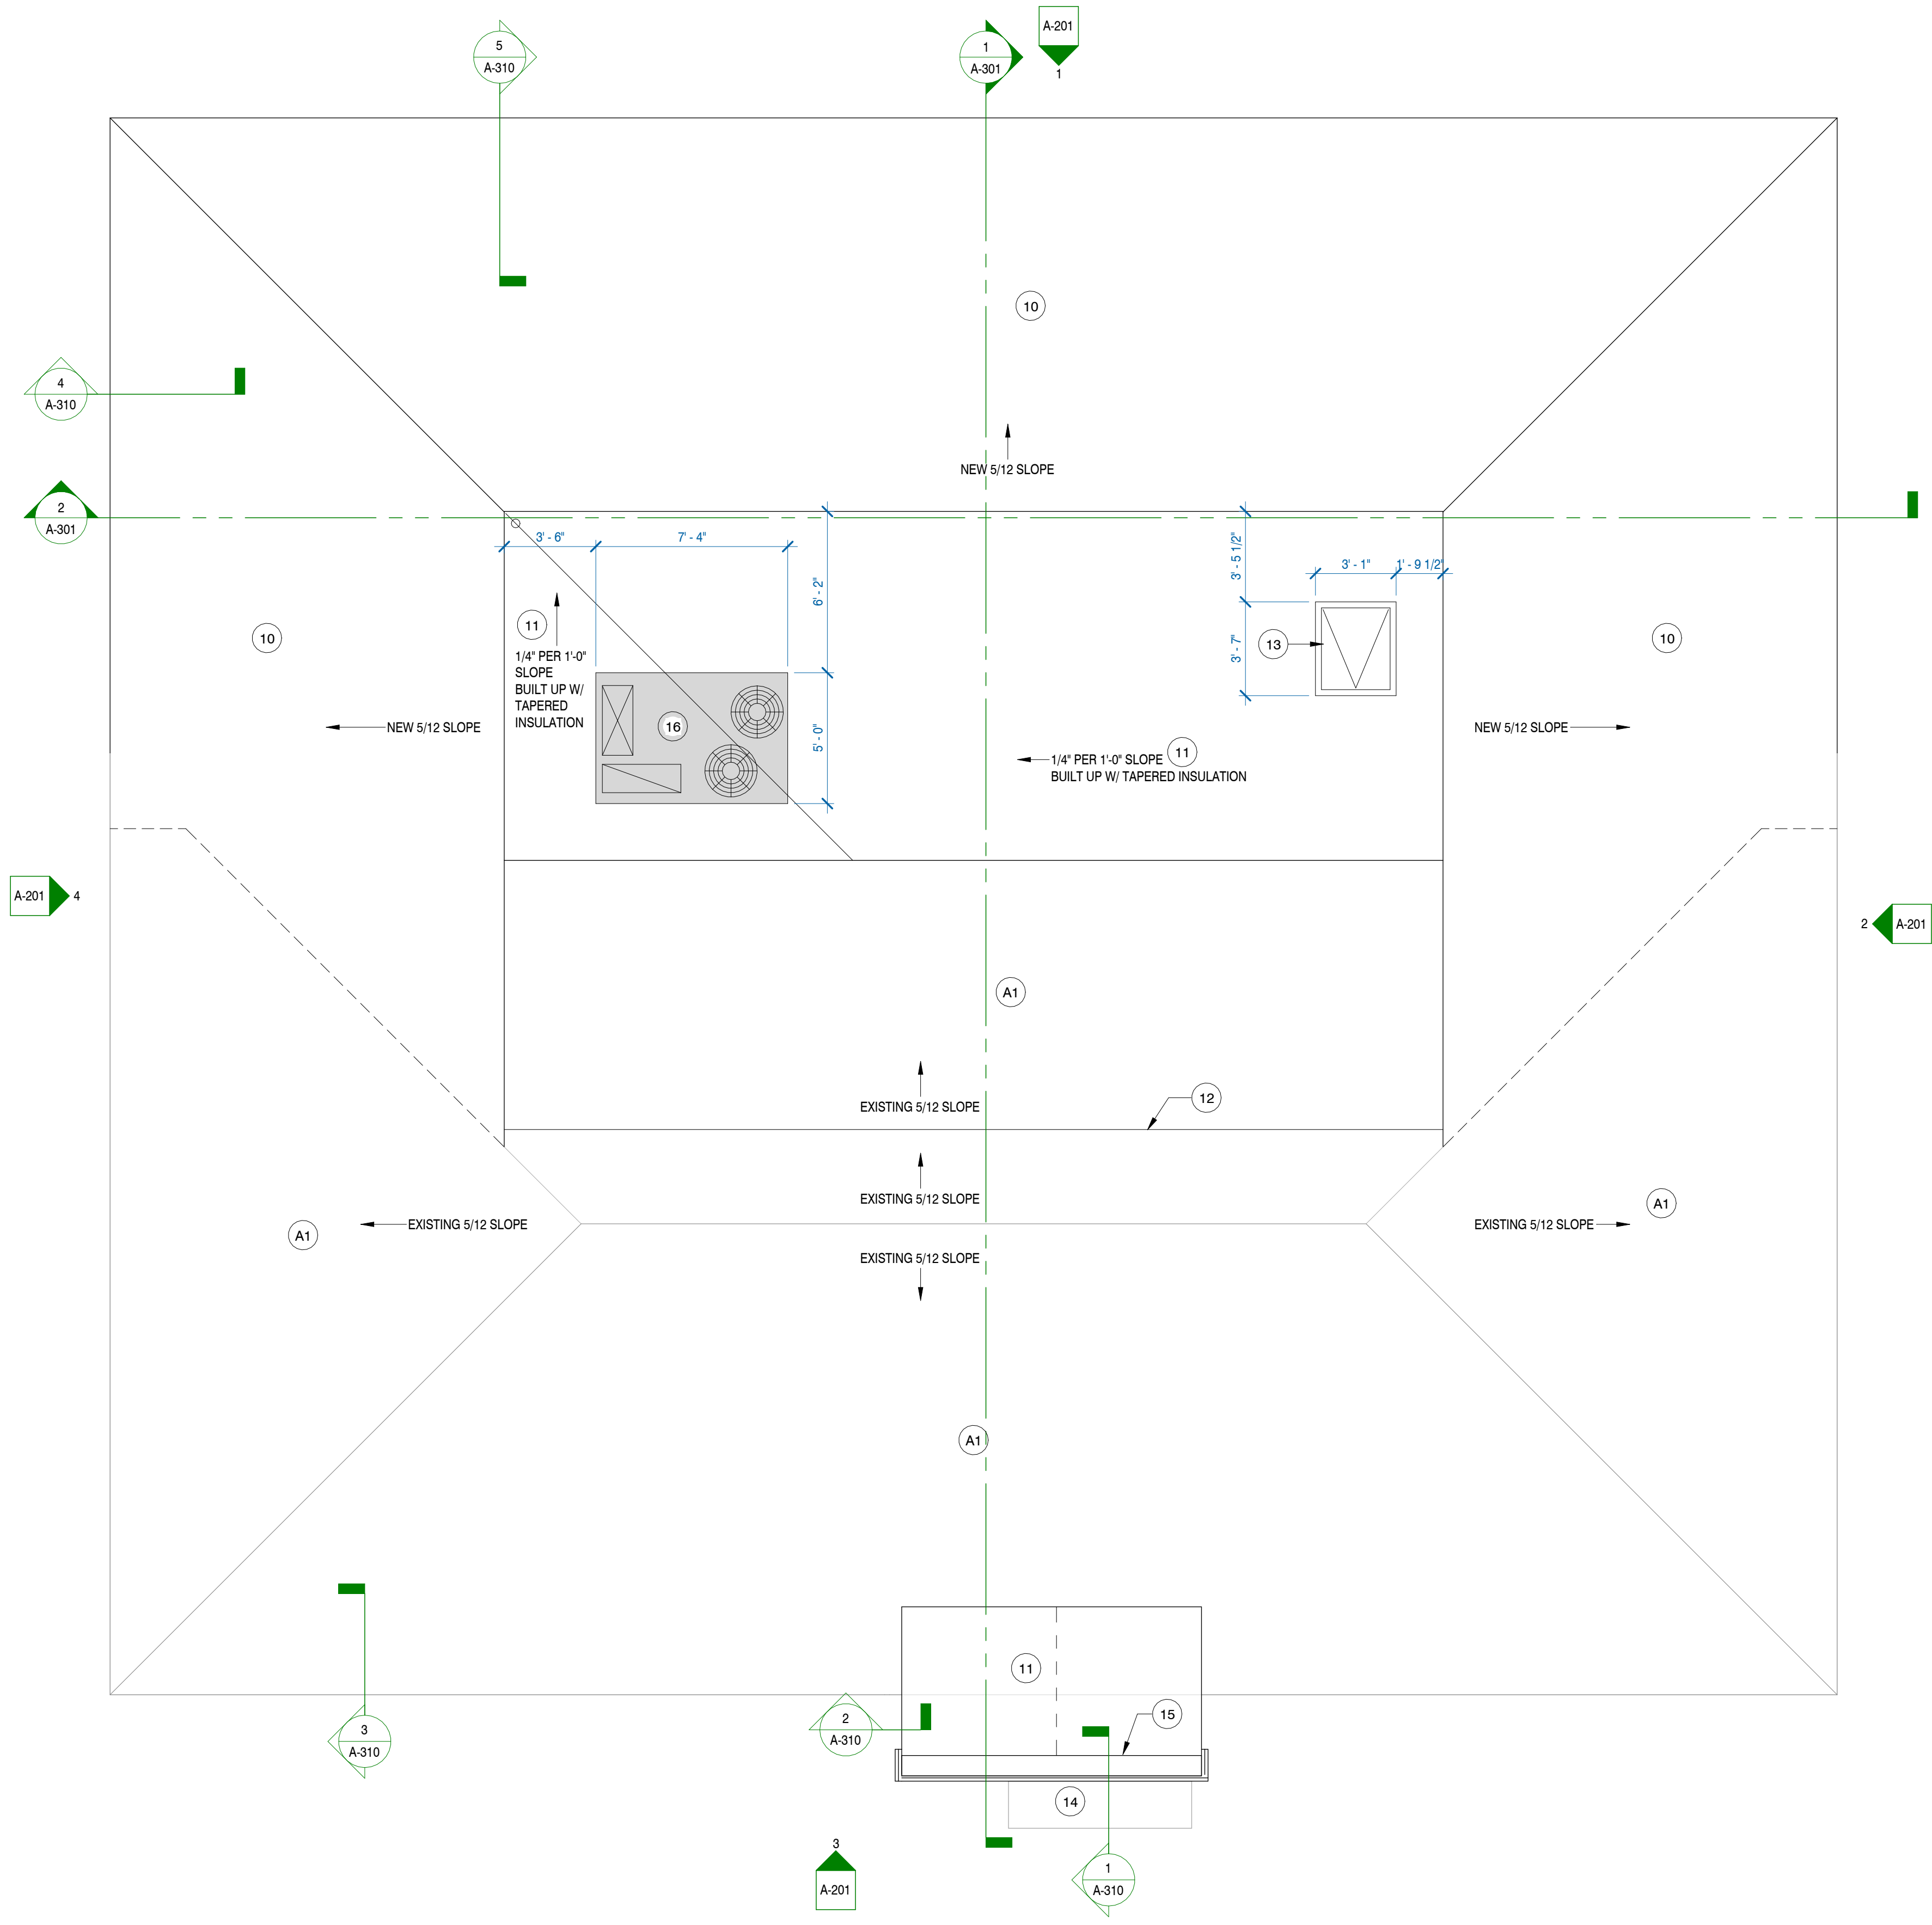 A-201
1
5
A-310
1
A-301
10
4
A-310
NEW 5/12 SLOPE
2
A-301
3' - 6"
7' - 4"
6' - 2"
5' - 0"
3' - 5 1/2"
3' - 7"
3' - 1"
1' - 9 1/2"
11
1/4" PER 1'-0"
SLOPE
BUILT UP W/
TAPERED
INSULATION
10
13
10
NEW 5/12 SLOPE
16
NEW 5/12 SLOPE
1/4" PER 1'-0" SLOPE
11
BUILT UP W/ TAPERED INSULATION
A-201
4
2
A-201
A1
EXISTING 5/12 SLOPE
12
EXISTING 5/12 SLOPE
A1
EXISTING 5/12 SLOPE
EXISTING 5/12 SLOPE
A1
EXISTING 5/12 SLOPE
A1
11
3
A-310
2
A-310
15
14
3
A-201
1
A-310